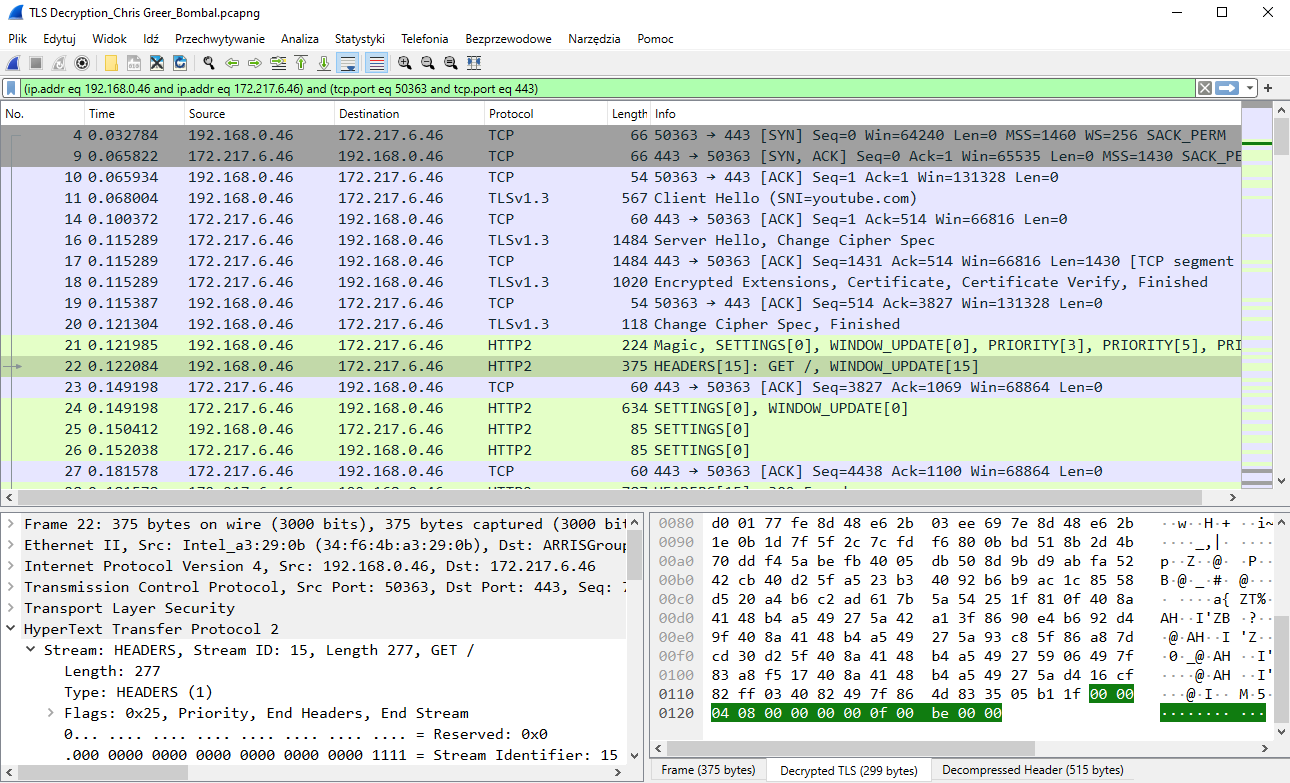 TLS Decryption_Chris Greer_Bombal.pcapng
Plik Edytuj Widok Idź Przechwytywanie Analiza Statystyki Telefonia Bezprzewodowe Narzędzia Pomoc
(ip.addr eq 192.168.0.46 and ip.addr eq 172.217.6.46) and (tcp.port eq 50363 and tcp.port eq 443)
No. Time Source Destination Protocol Length Info
4 0.032784 192.168.0.46 172.217.6.46 TCP 66 50363 → 443 [SYN] Seq=0 Win=64240 Len=0 MSS=1460 WS=256 SACK_PERM
9 0.065822 172.217.6.46 192.168.0.46 TCP 66 443 → 50363 [SYN, ACK] Seq=0 Ack=1 Win=65535 Len=0 MSS=1430 SACK_PE
10 0.065934 192.168.0.46 172.217.6.46 TCP 54 50363 → 443 [ACK] Seq=1 Ack=1 Win=131328 Len=0
11 0.068004 192.168.0.46 172.217.6.46 TLSv1.3 567 Client Hello (SNI=youtube.com)
14 0.100372 172.217.6.46 192.168.0.46 TCP 60 443 → 50363 [ACK] Seq=1 Ack=514 Win=66816 Len=0
16 0.115289 172.217.6.46 192.168.0.46 TLSv1.3 1484 Server Hello, Change Cipher Spec
17 0.115289 172.217.6.46 192.168.0.46 TCP 1484 443 → 50363 [ACK] Seq=1431 Ack=514 Win=66816 Len=1430 [TCP segment
18 0.115289 172.217.6.46 192.168.0.46 TLSv1.3 1020 Encrypted Extensions, Certificate, Certificate Verify, Finished
19 0.115387 192.168.0.46 172.217.6.46 TCP 54 50363 → 443 [ACK] Seq=514 Ack=3827 Win=131328 Len=0
20 0.121304 192.168.0.46 172.217.6.46 TLSv1.3 118 Change Cipher Spec, Finished
21 0.121985 192.168.0.46 172.217.6.46 HTTP2 224 Magic, SETTINGS[0], WINDOW_UPDATE[0], PRIORITY[3], PRIORITY[5], PRI
22 0.122084 192.168.0.46 172.217.6.46 HTTP2 375 HEADERS[15]: GET /, WINDOW_UPDATE[15]
23 0.149198 172.217.6.46 192.168.0.46 TCP 60 443 → 50363 [ACK] Seq=3827 Ack=1069 Win=68864 Len=0
24 0.149198 172.217.6.46 192.168.0.46 HTTP2 634 SETTINGS[0], WINDOW_UPDATE[0]
25 0.150412 192.168.0.46 172.217.6.46 HTTP2 85 SETTINGS[0]
26 0.152038 172.217.6.46 192.168.0.46 HTTP2 85 SETTINGS[0]
27 0.181578 172.217.6.46 192.168.0.46 TCP 60 443 → 50363 [ACK] Seq=4438 Ack=1100 Win=68864 Len=0
Frame 22: 375 bytes on wire (3000 bits), 375 bytes captured (3000 bit
Ethernet II, Src: Intel_a3:29:0b (34:f6:4b:a3:29:0b), Dst: ARRISGroup
Internet Protocol Version 4, Src: 192.168.0.46, Dst: 172.217.6.46
Transmission Control Protocol, Src Port: 50363, Dst Port: 443, Seq: 7
Transport Layer Security
HyperText Transfer Protocol 2
Stream: HEADERS, Stream ID: 15, Length 277, GET /
Length: 277
Type: HEADERS (1)
Flags: 0x25, Priority, End Headers, End Stream
0... .... .... .... .... .... .... .... = Reserved: 0x0
.000 0000 0000 0000 0000 0000 0000 1111 = Stream Identifier: 15
0080 d0 01 77 fe 8d 48 e6 2b 03 ee 69 7e 8d 48 e6 2b ··w··H·+ ··i~
0090 1e 0b 1d 7f 5f 2c 7c fd f6 80 0b bd 51 8b 2d 4b ····_,|· ····
00a0 70 dd f4 5a be fb 40 05 db 50 8d 9b d9 ab fa 52 p··Z··@· ·P··
00b0 42 cb 40 d2 5f a5 23 b3 40 92 b6 b9 ac 1c 85 58 B·@·_·#· @···
00c0 d5 20 a4 b6 c2 ad 61 7b 5a 54 25 1f 81 0f 40 8a · ····a{ ZT%·
00d0 41 48 b4 a5 49 27 5a 42 a1 3f 86 90 e4 b6 92 d4 AH··I'ZB ·?··
00e0 9f 40 8a 41 48 b4 a5 49 27 5a 93 c8 5f 86 a8 7d ·@·AH··I 'Z··
00f0 cd 30 d2 5f 40 8a 41 48 b4 a5 49 27 59 06 49 7f ·0·_@·AH ··I'
0100 83 a8 f5 17 40 8a 41 48 b4 a5 49 27 5a d4 16 cf ····@·AH ··I'
0110 82 ff 03 40 82 49 7f 86 4d 83 35 05 b1 1f 00 00 ···@·I·· M·5·
0120 04 08 00 00 00 00 0f 00 be 00 00 ········ ···
Frame (375 bytes) Decrypted TLS (299 bytes) Decompressed Header (515 bytes)